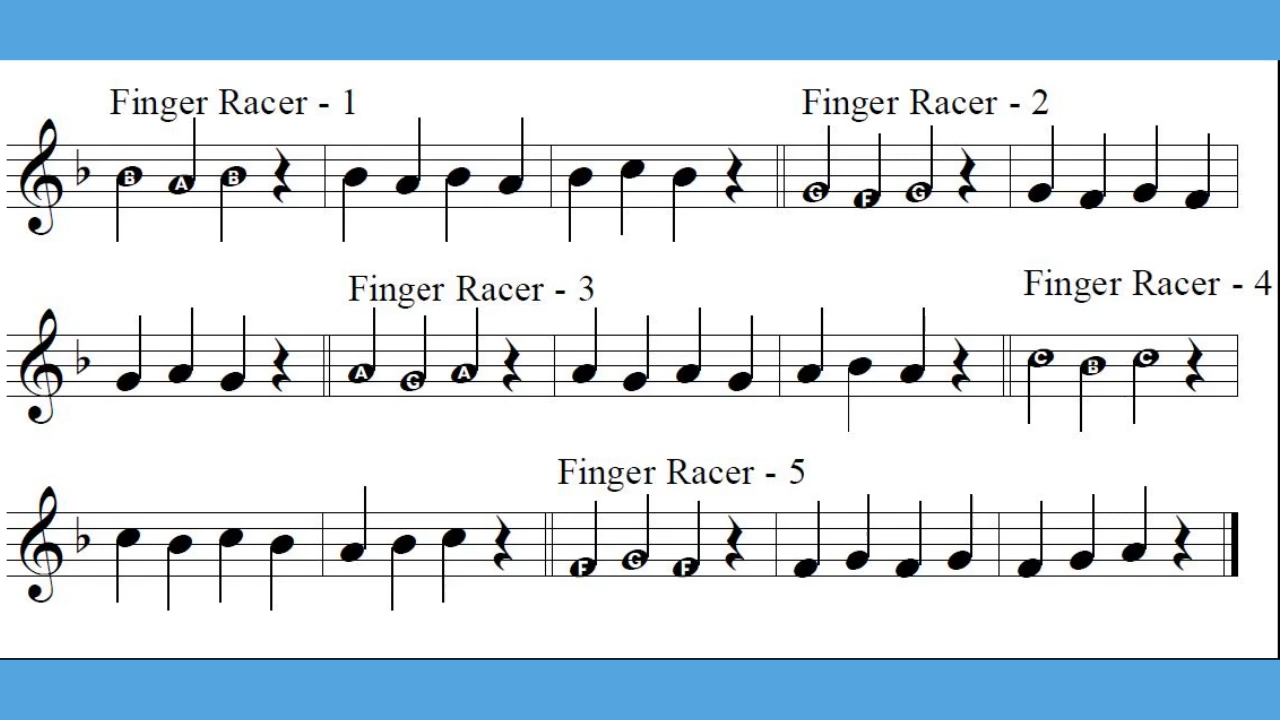 Finger Racer - 1 Finger Racer - 2
B A B G F G
Finger Racer - 3 Finger Racer - 4
A G A C B C
Finger Racer - 5
F G F